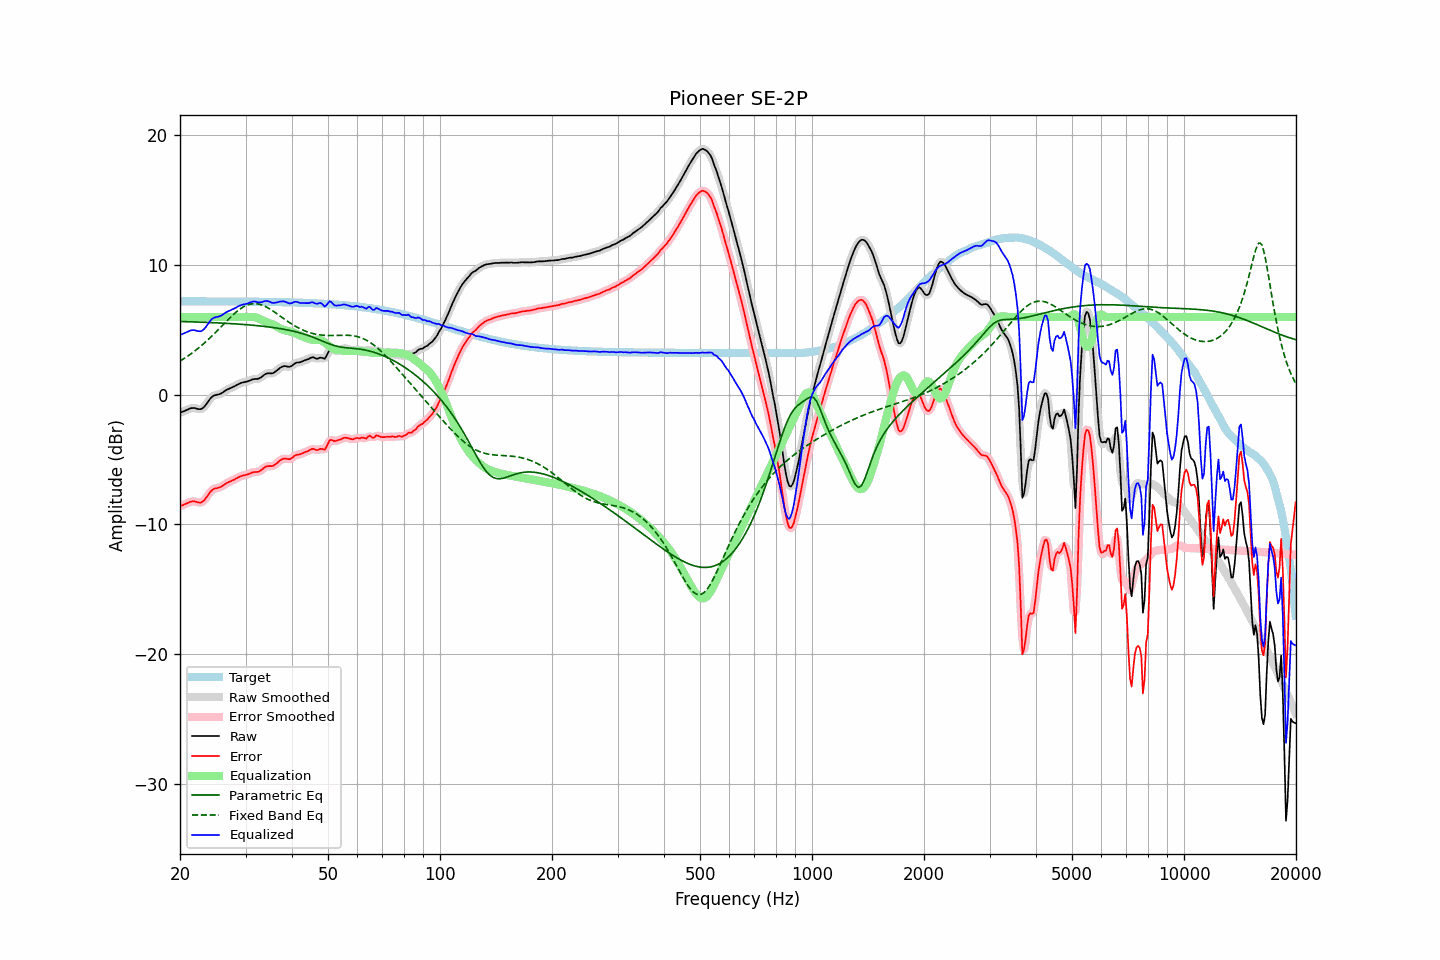 Pioneer SE-2P
Amplitude (dBr)
20
10
0
−10
−20
−30
Target
Raw Smoothed
Error Smoothed
Raw
Error
Equalization
Parametric Eq
Fixed Band Eq
Equalized
20 50 100 200 500 1000 2000 5000 10000 20000
Frequency (Hz)